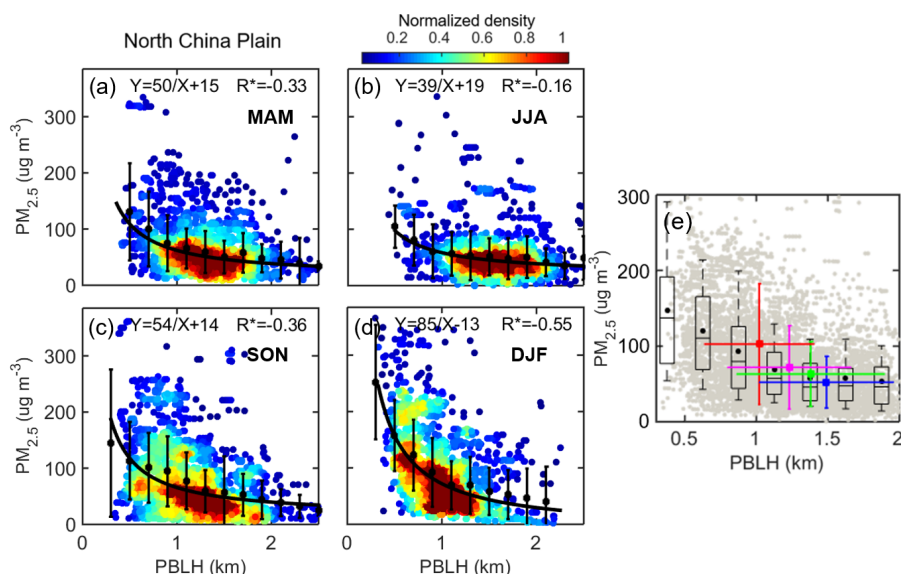 North China Plain
Normalized density
0.2 0.4 0.6 0.8 1
(a) Y=50/X+15 R*=-0.33
MAM
(b) Y=39/X+19 R*=-0.16
JJA
300
200
100
0
PM2.5 (ug m-3)
(c) Y=54/X+14 R*=-0.36
SON
(d) Y=85/X-13 R*=-0.55
DJF
300
200
100
0
PM2.5 (ug m-3)
0 1 2
PBLH (km)
0 1 2
PBLH (km)
(e)
300
200
100
0
PM2.5 (ug m-3)
0.5 1 1.5 2
PBLH (km)